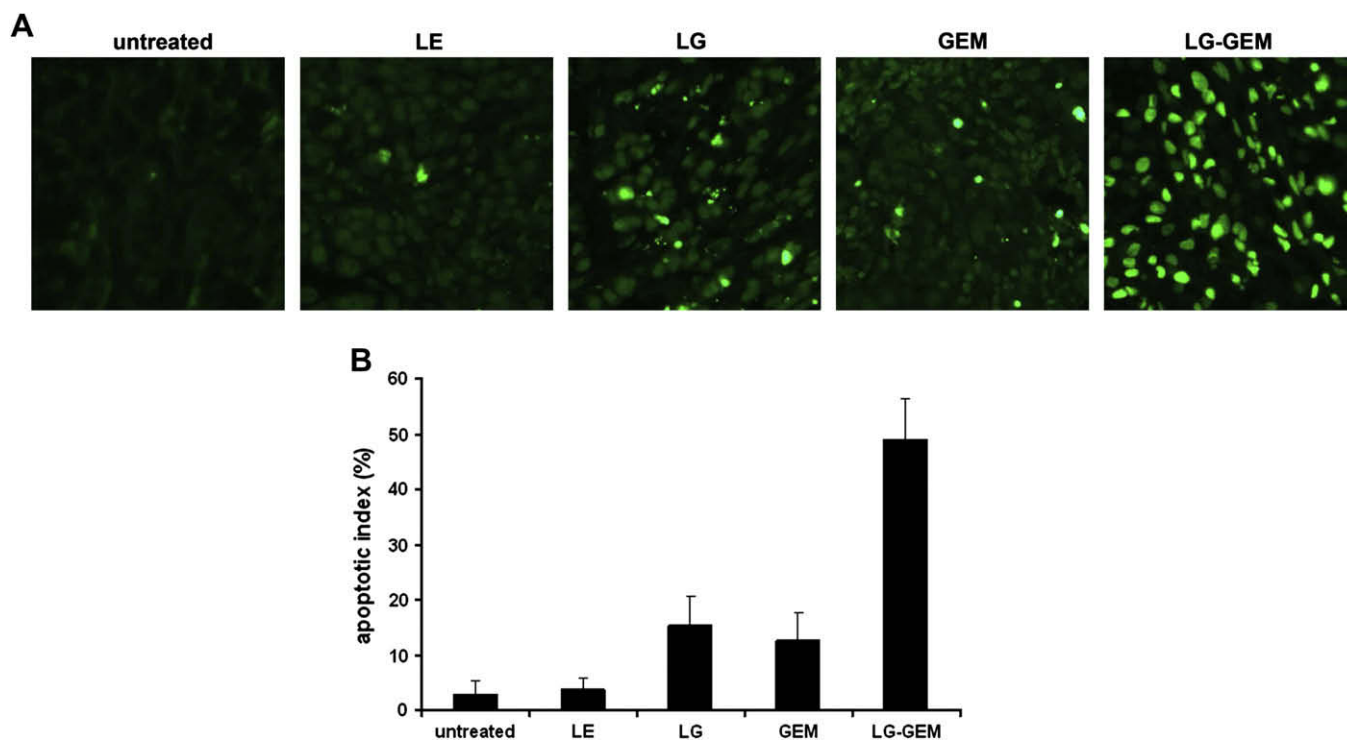 A
untreated LE LG GEM LG-GEM
B
apoptotic index (%)
60
50
40
30
20
10
0
untreated LE LG GEM LG-GEM